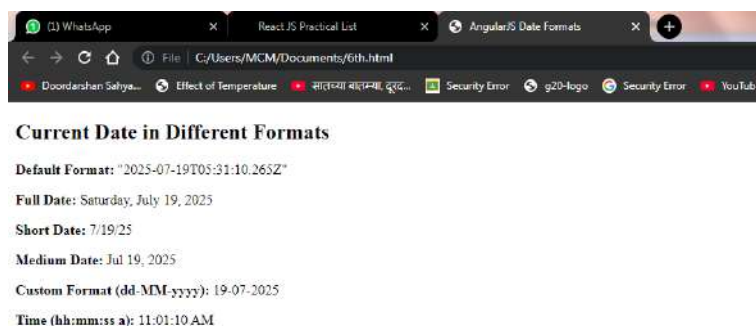 (1) WhatsApp
React JS Practical List
AngularJS Date Formats
File C:/Users/MCM/Documents/6th.html
Doordarshan Sahya... Effect of Temperature सातच्या बातम्या, दूरद... Security Error g20-logo Security Error YouTub
Current Date in Different Formats
Default Format: "2025-07-19T05:31:10.265Z"
Full Date: Saturday, July 19, 2025
Short Date: 7/19/25
Medium Date: Jul 19, 2025
Custom Format (dd-MM-yyyy): 19-07-2025
Time (hh:mm:ss a): 11:01:10 AM